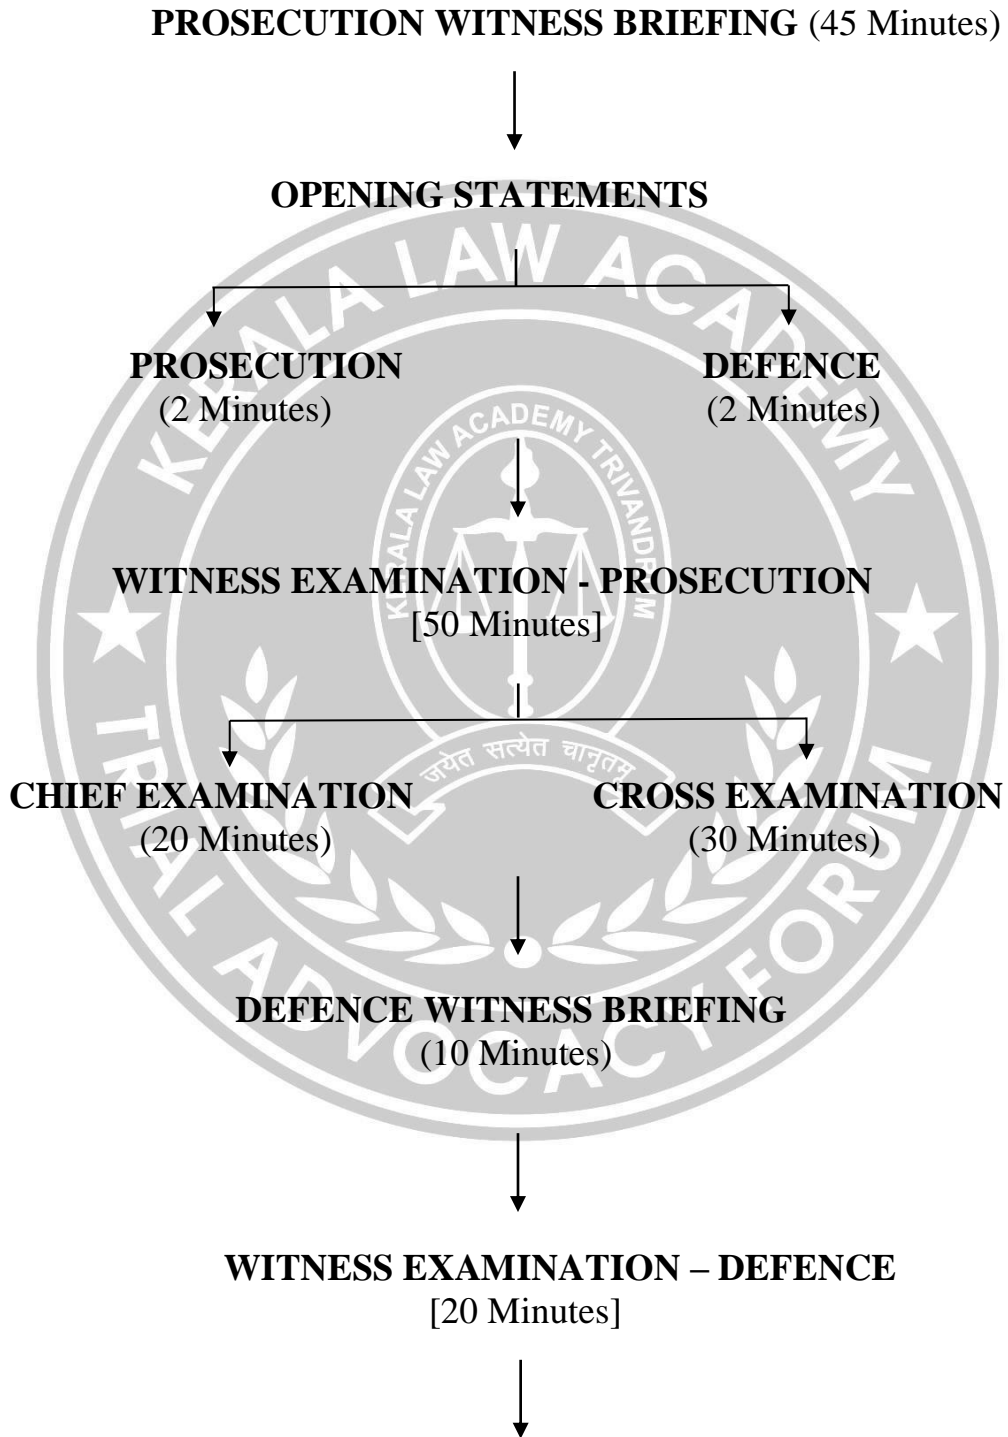 PROSECUTION WITNESS BRIEFING (45 Minutes)
OPENING STATEMENTS
PROSECUTION
(2 Minutes)
DEFENCE
(2 Minutes)
WITNESS EXAMINATION - PROSECUTION
[50 Minutes]
CHIEF EXAMINATION
(20 Minutes)
CROSS EXAMINATION
(30 Minutes)
DEFENCE WITNESS BRIEFING
(10 Minutes)
WITNESS EXAMINATION – DEFENCE
[20 Minutes]
KERALA LAW ACADEMY
TRIAL ADVOCACY FORUM
KERALA LAW ACADEMY TRIVANDRUM
जयेत सत्येत चानृतम्